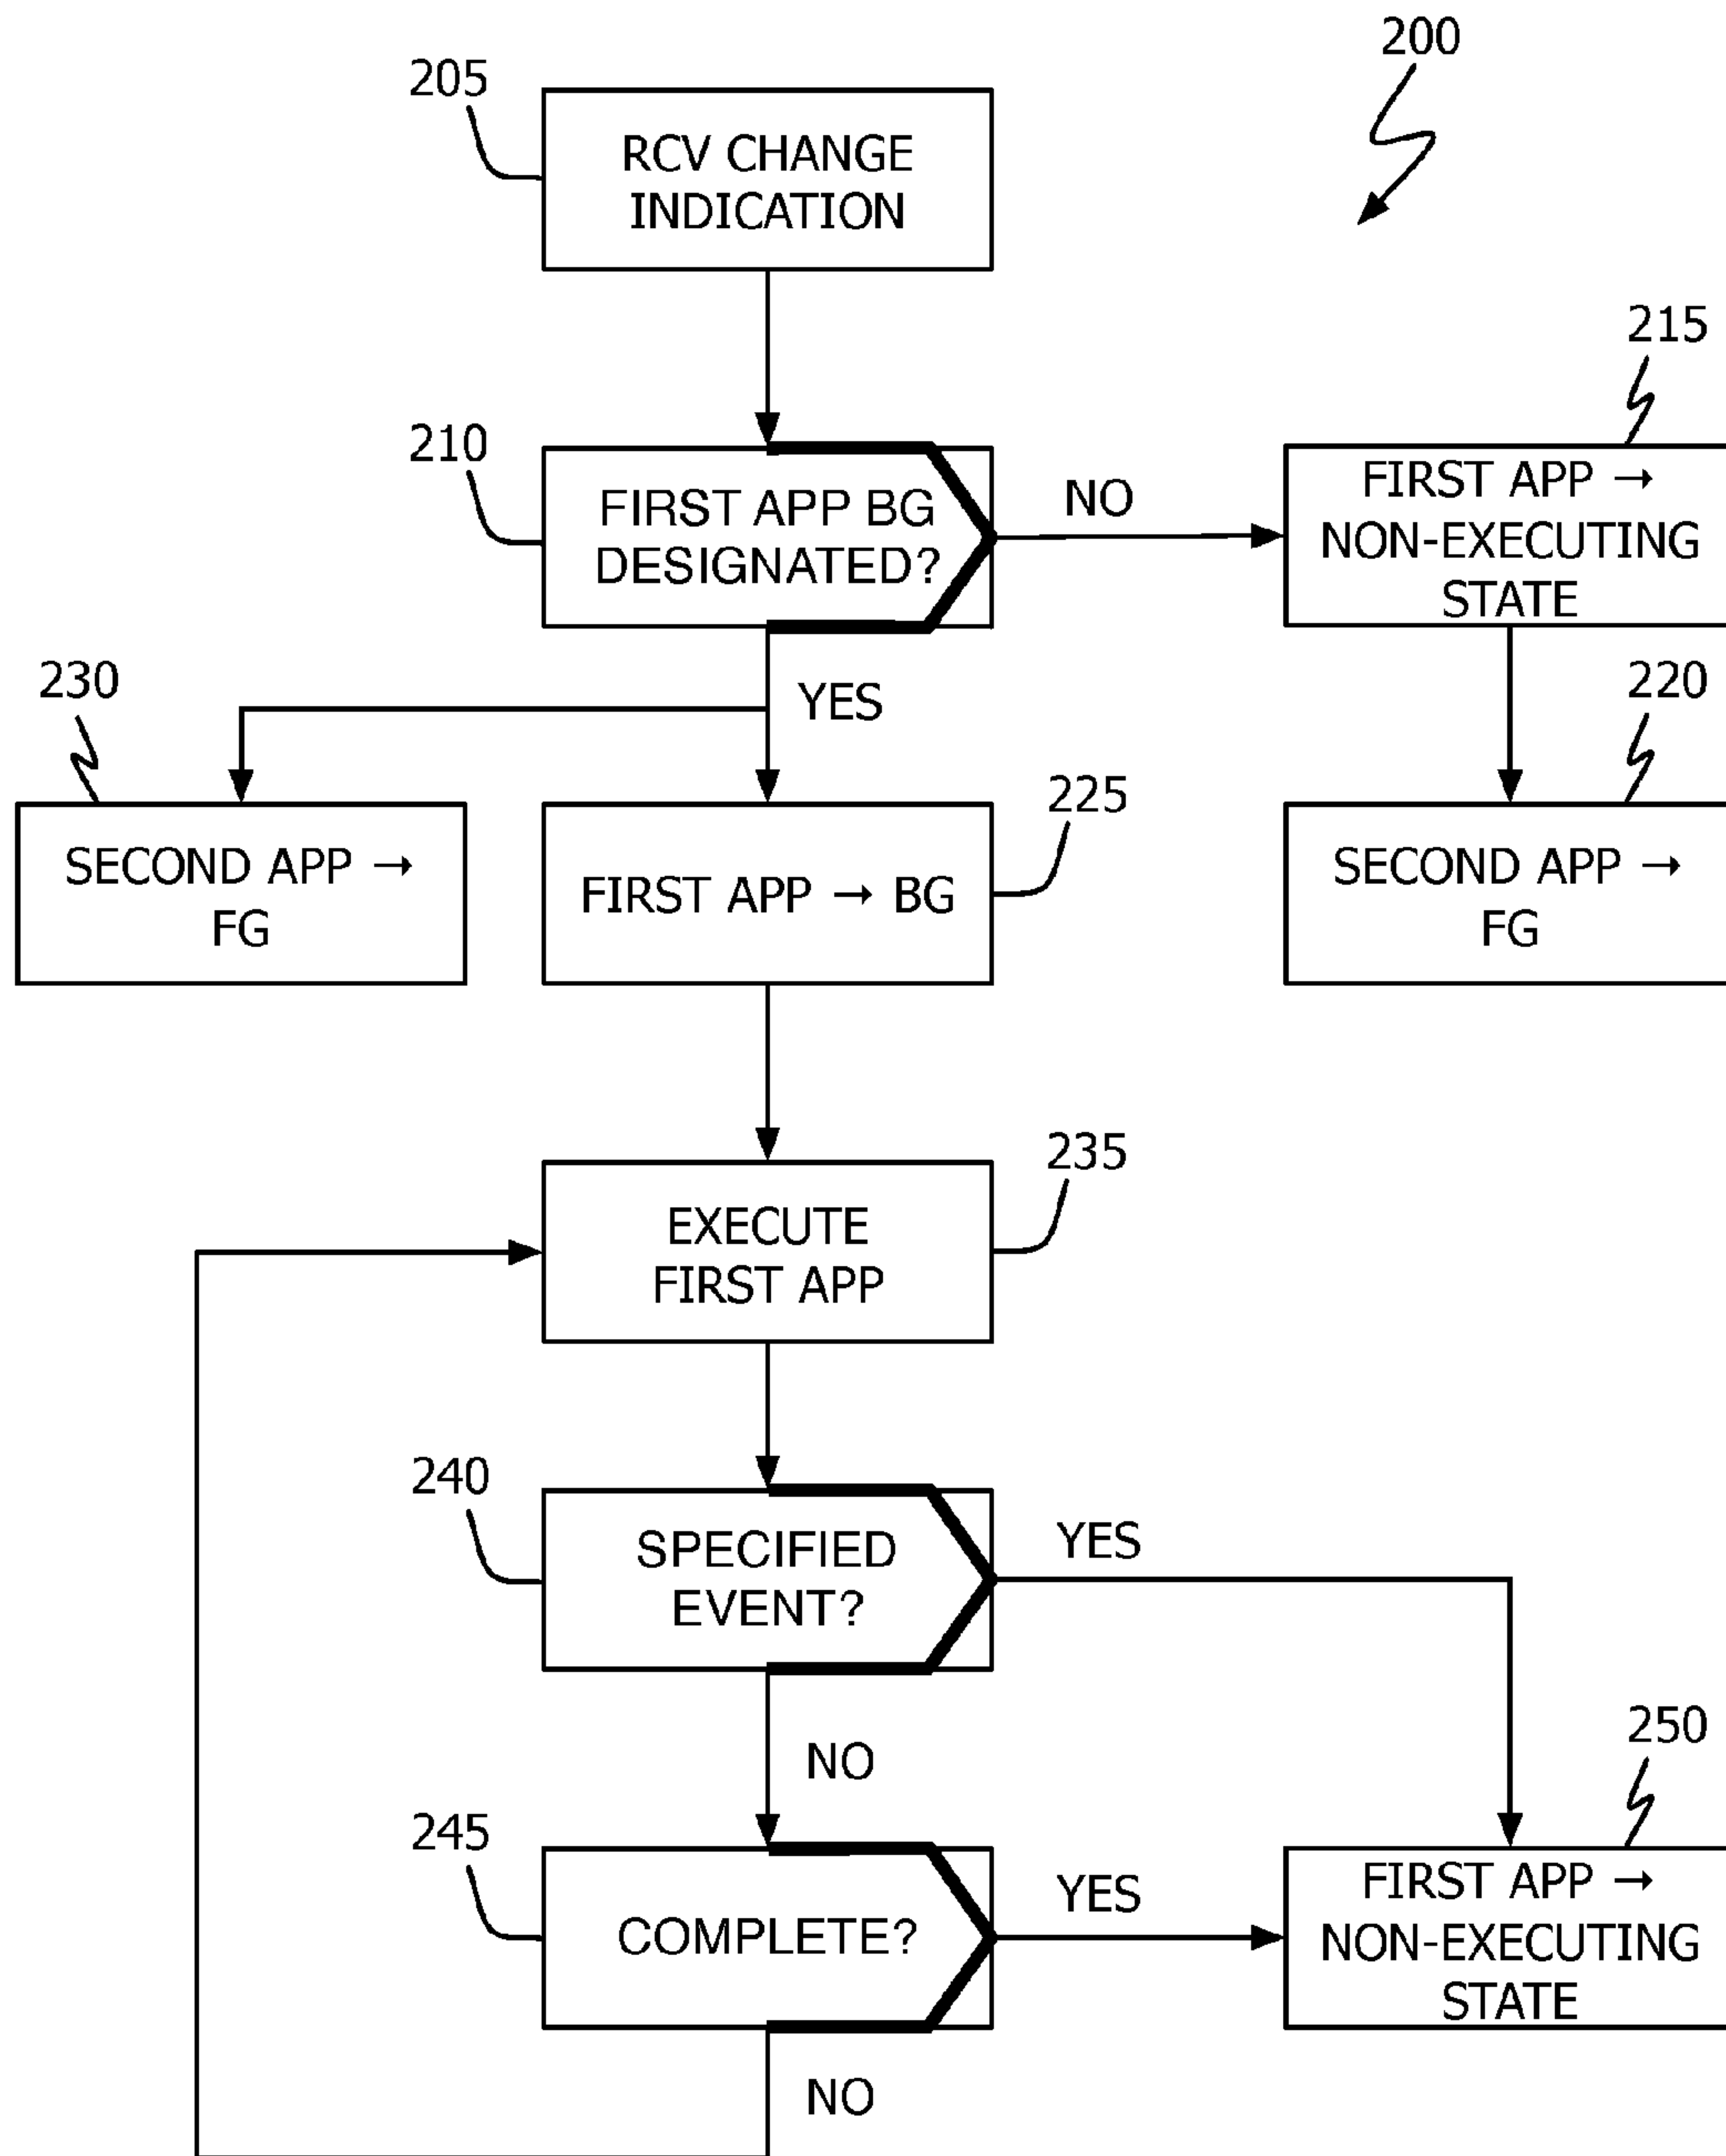 200
205
RCV CHANGE
INDICATION
215
210
FIRST APP BG
DESIGNATED?
NO
FIRST APP →
NON-EXECUTING
STATE
230
YES
220
225
SECOND APP →
FG
FIRST APP → BG
SECOND APP →
FG
235
EXECUTE
FIRST APP
240
SPECIFIED
EVENT?
YES
NO
250
245
COMPLETE?
YES
FIRST APP →
NON-EXECUTING
STATE
NO